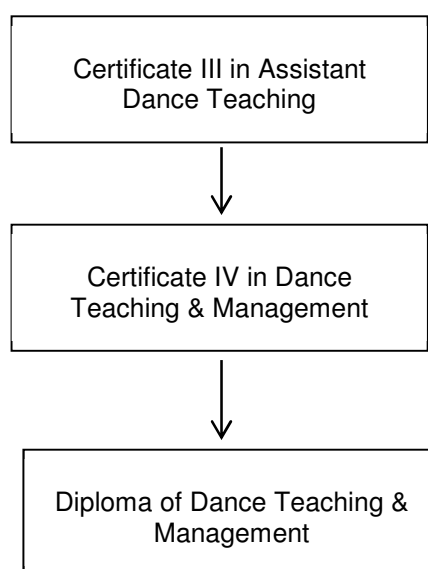 Certificate III in Assistant
Dance Teaching
Certificate IV in Dance
Teaching & Management
Diploma of Dance Teaching &
Management